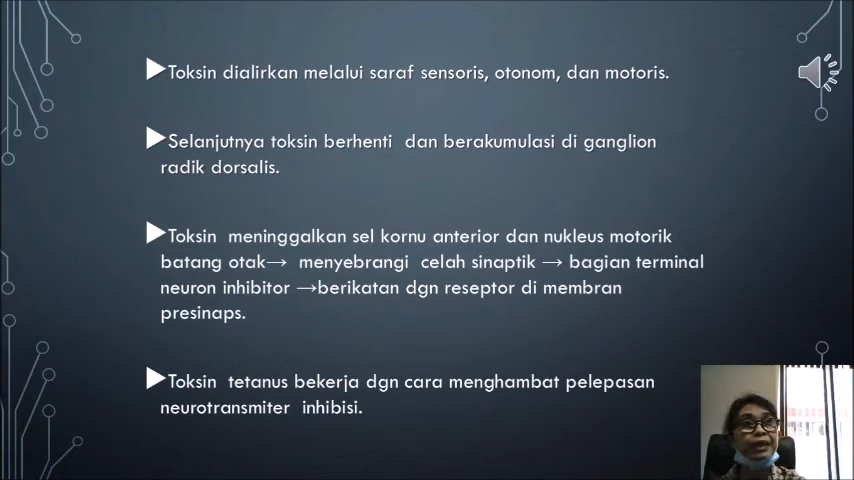 Toksin dialirkan melalui saraf sensoris, otonom, dan motoris.
Selanjutnya toksin berhenti dan berakumulasi di ganglion
radik dorsalis.
Toksin meninggalkan sel kornu anterior dan nukleus motorik
batang otak→ menyebrangi celah sinaptik → bagian terminal
neuron inhibitor →berikatan dgn reseptor di membran
presinaps.
Toksin tetanus bekerja dgn cara menghambat pelepasan
neurotransmiter inhibisi.